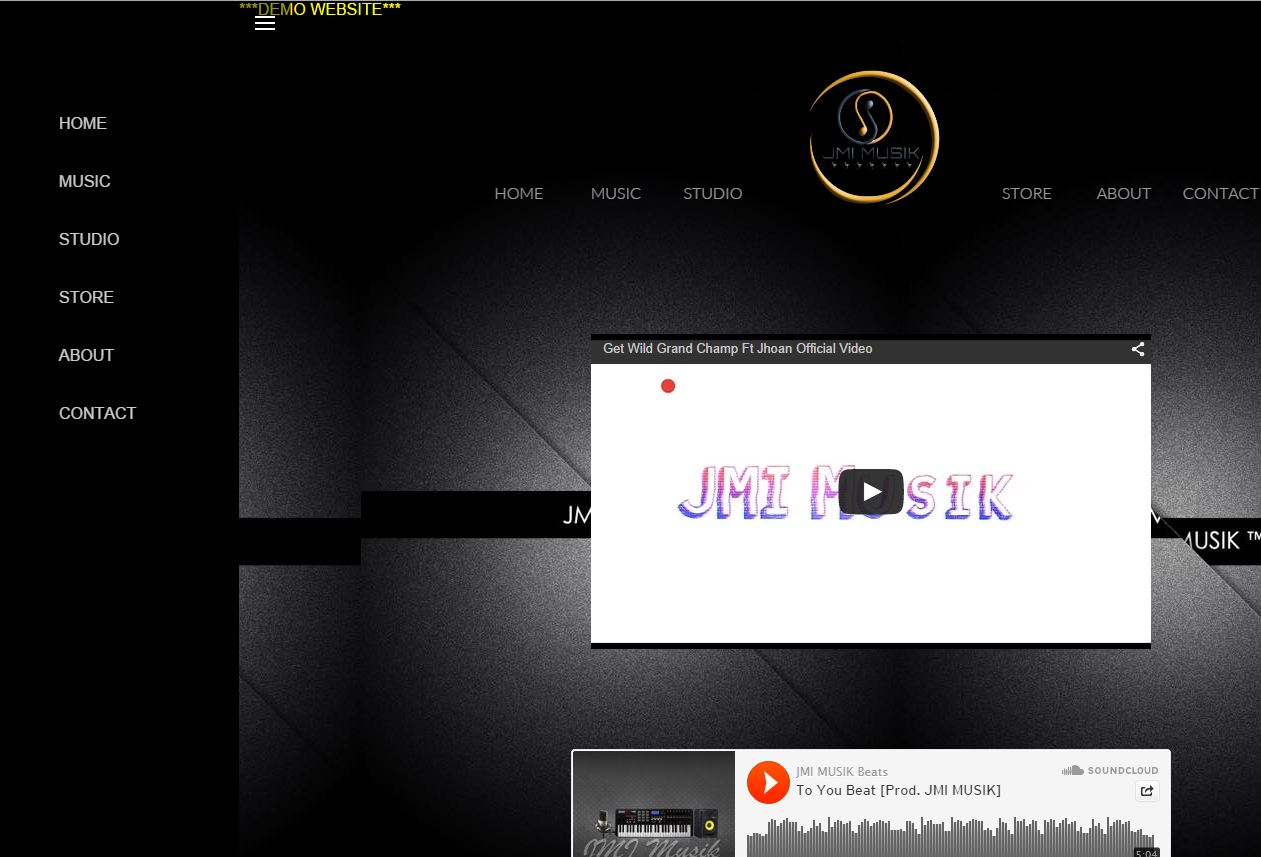 ***DEMO WEBSITE***
HOME
MUSIC
STUDIO
STORE
ABOUT
CONTACT
JMI MUSIK
HOME MUSIC STUDIO STORE ABOUT CONTACT
Get Wild Grand Champ Ft Jhoan Official Video
JMI MUSIK
JM
MUSIK ™
JMI MUSIK Beats
SOUNDCLOUD
To You Beat [Prod. JMI MUSIK]
JMI Musik
5:04